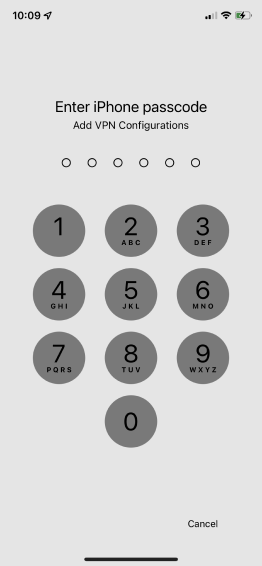 10:09
Enter iPhone passcode
Add VPN Configurations
1 2 3
ABC DEF
4 5 6
GHI JKL MNO
7 8 9
PQRS TUV WXYZ
0
Cancel